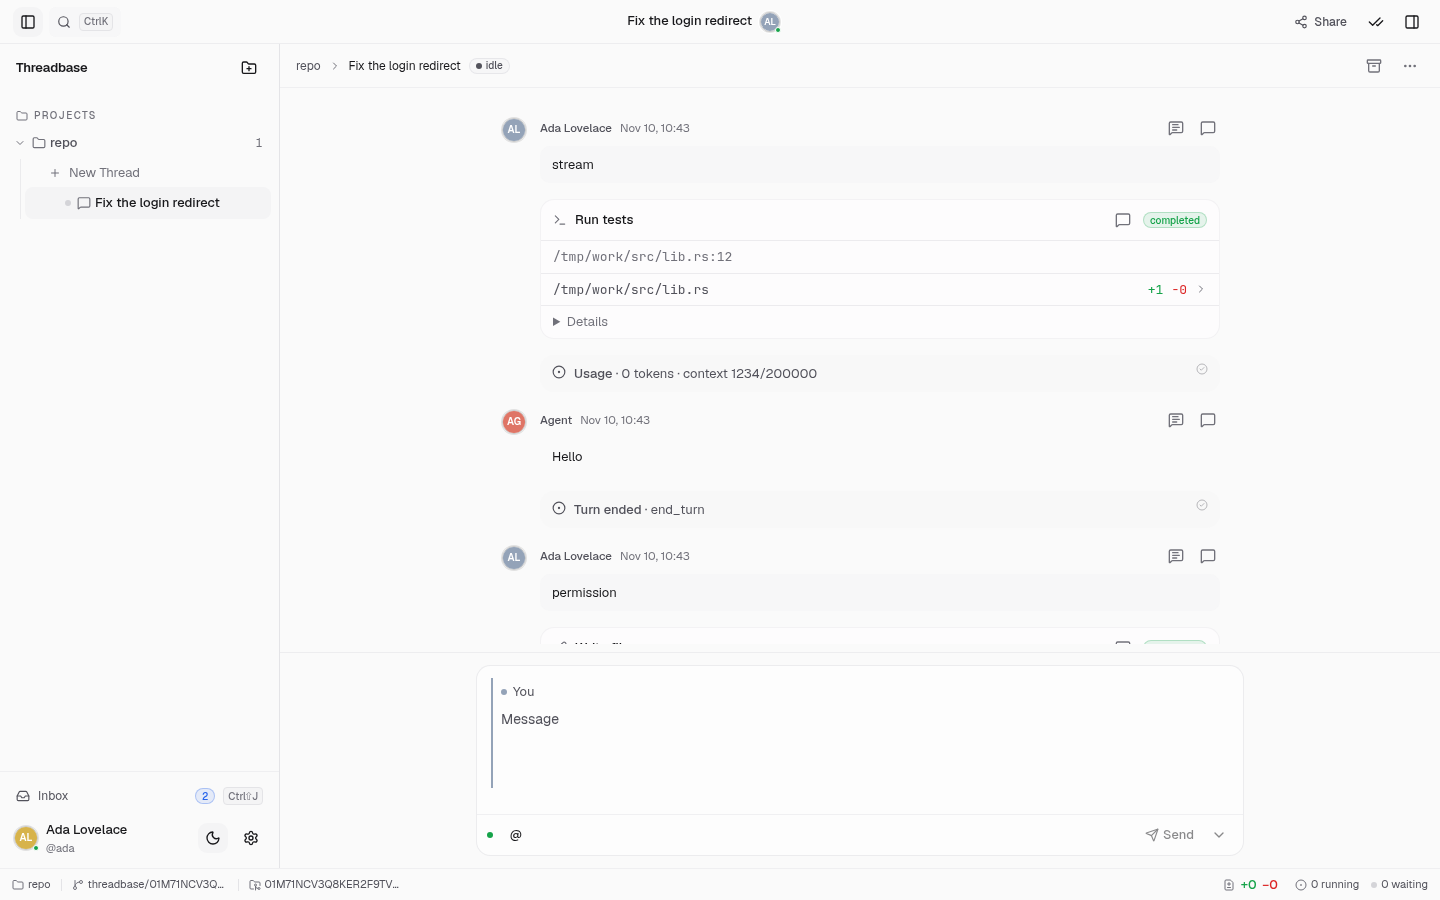 CtrlK
Fix the login redirect AL
Share
Threadbase
repo Fix the login redirect idle
PROJECTS
repo 1
New Thread
Fix the login redirect
AL Ada Lovelace Nov 10, 10:43
stream
Run tests completed
/tmp/work/src/lib.rs:12
/tmp/work/src/lib.rs +1 -0
Details
Usage · 0 tokens · context 1234/200000
AG Agent Nov 10, 10:43
Hello
Turn ended · end_turn
AL Ada Lovelace Nov 10, 10:43
permission
You
Message
@ Send
Inbox 2 Ctrl⇧J
AL Ada Lovelace
@ada
repo threadbase/01M71NCV3Q... 01M71NCV3Q8KER2F9TV... +0 −0 0 running 0 waiting